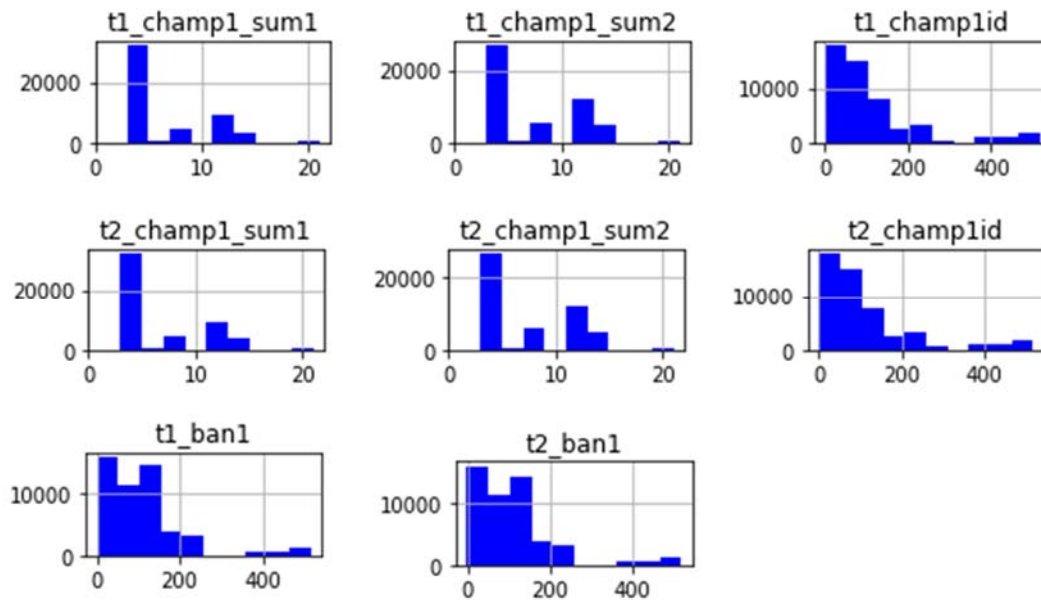 t1_champ1_sum1 t1_champ1_sum2 t1_champ1id
20000 20000 10000
0 0 0
0 10 20 0 10 20 0 200 400
t2_champ1_sum1 t2_champ1_sum2 t2_champ1id
20000 20000 10000
0 0 0
0 10 20 0 10 20 0 200 400
t1_ban1 t2_ban1
10000 10000
0 0
0 200 400 0 200 400